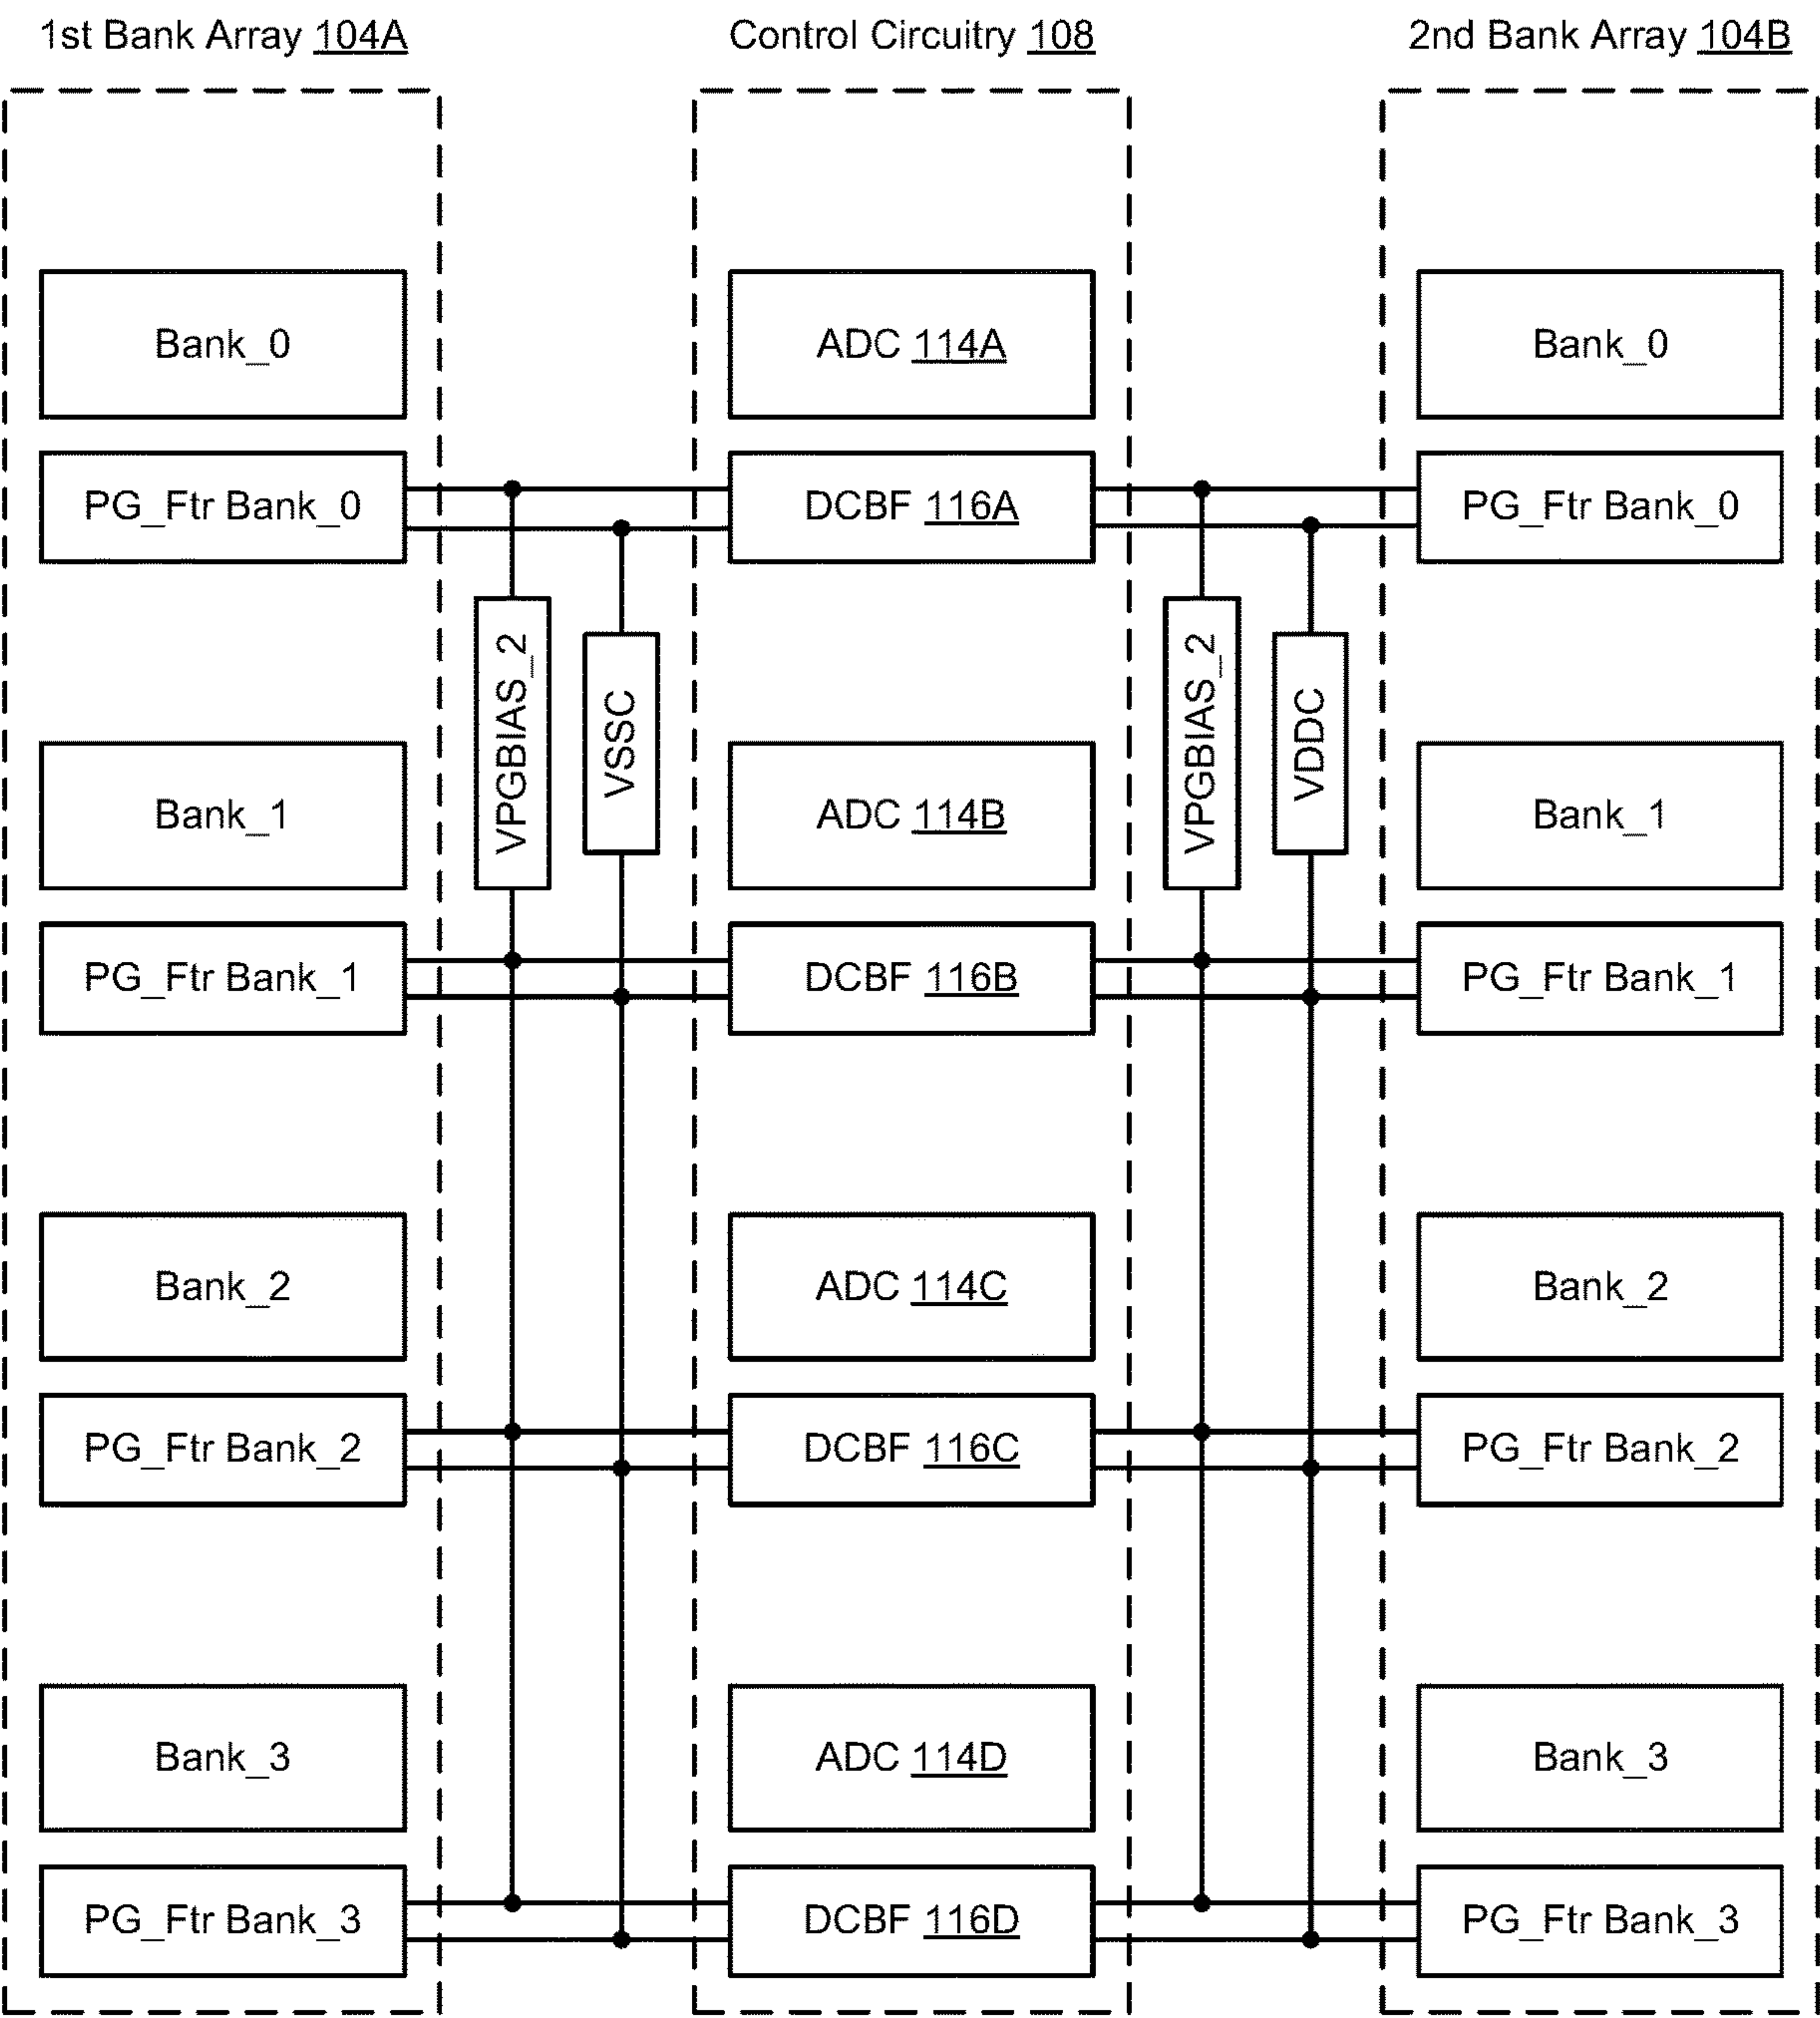 1st Bank Array 104A
Control Circuitry 108
2nd Bank Array 104B
Bank_0
ADC 114A
Bank_0
PG_Ftr Bank_0
DCBF 116A
PG_Ftr Bank_0
VPGBIAS_2
VSSC
VPGBIAS_2
VDDC
Bank_1
ADC 114B
Bank_1
PG_Ftr Bank_1
DCBF 116B
PG_Ftr Bank_1
Bank_2
ADC 114C
Bank_2
PG_Ftr Bank_2
DCBF 116C
PG_Ftr Bank_2
Bank_3
ADC 114D
Bank_3
PG_Ftr Bank_3
DCBF 116D
PG_Ftr Bank_3